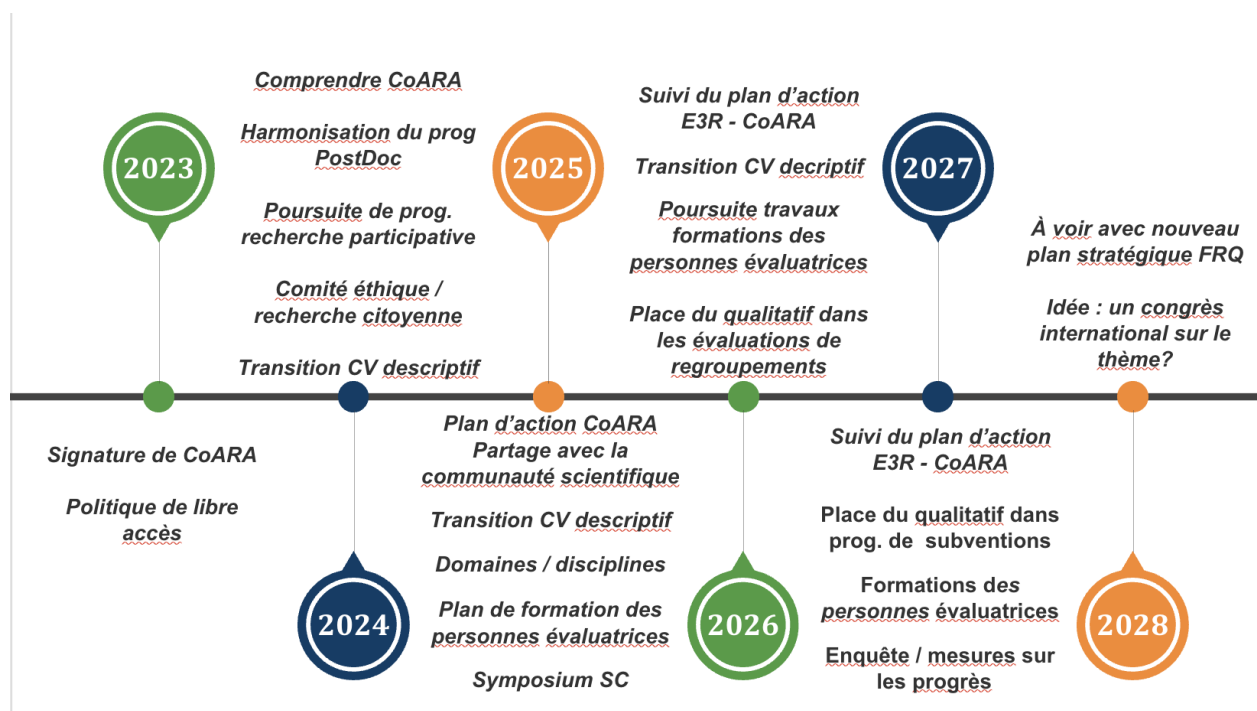 2023
Signature de CoARA
Politique de libre
accès
Comprendre CoARA
Harmonisation du prog
PostDoc
Poursuite de prog.
recherche participative
Comité éthique /
recherche citoyenne
Transition CV descriptif
2024
2025
Plan d’action CoARA
Partage avec la
communauté scientifique
Transition CV descriptif
Domaines / disciplines
Plan de formation des
personnes évaluatrices
Symposium SC
Suivi du plan d’action
E3R - CoARA
Transition CV decriptif
Poursuite travaux
formations des
personnes évaluatrices
Place du qualitatif dans
les évaluations de
regroupements
2026
2027
Suivi du plan d’action
E3R - CoARA
Place du qualitatif dans
prog. de subventions
Formations des
personnes évaluatrices
Enquête / mesures sur
les progrès
À voir avec nouveau
plan stratégique FRQ
Idée : un congrès
international sur le
thème?
2028